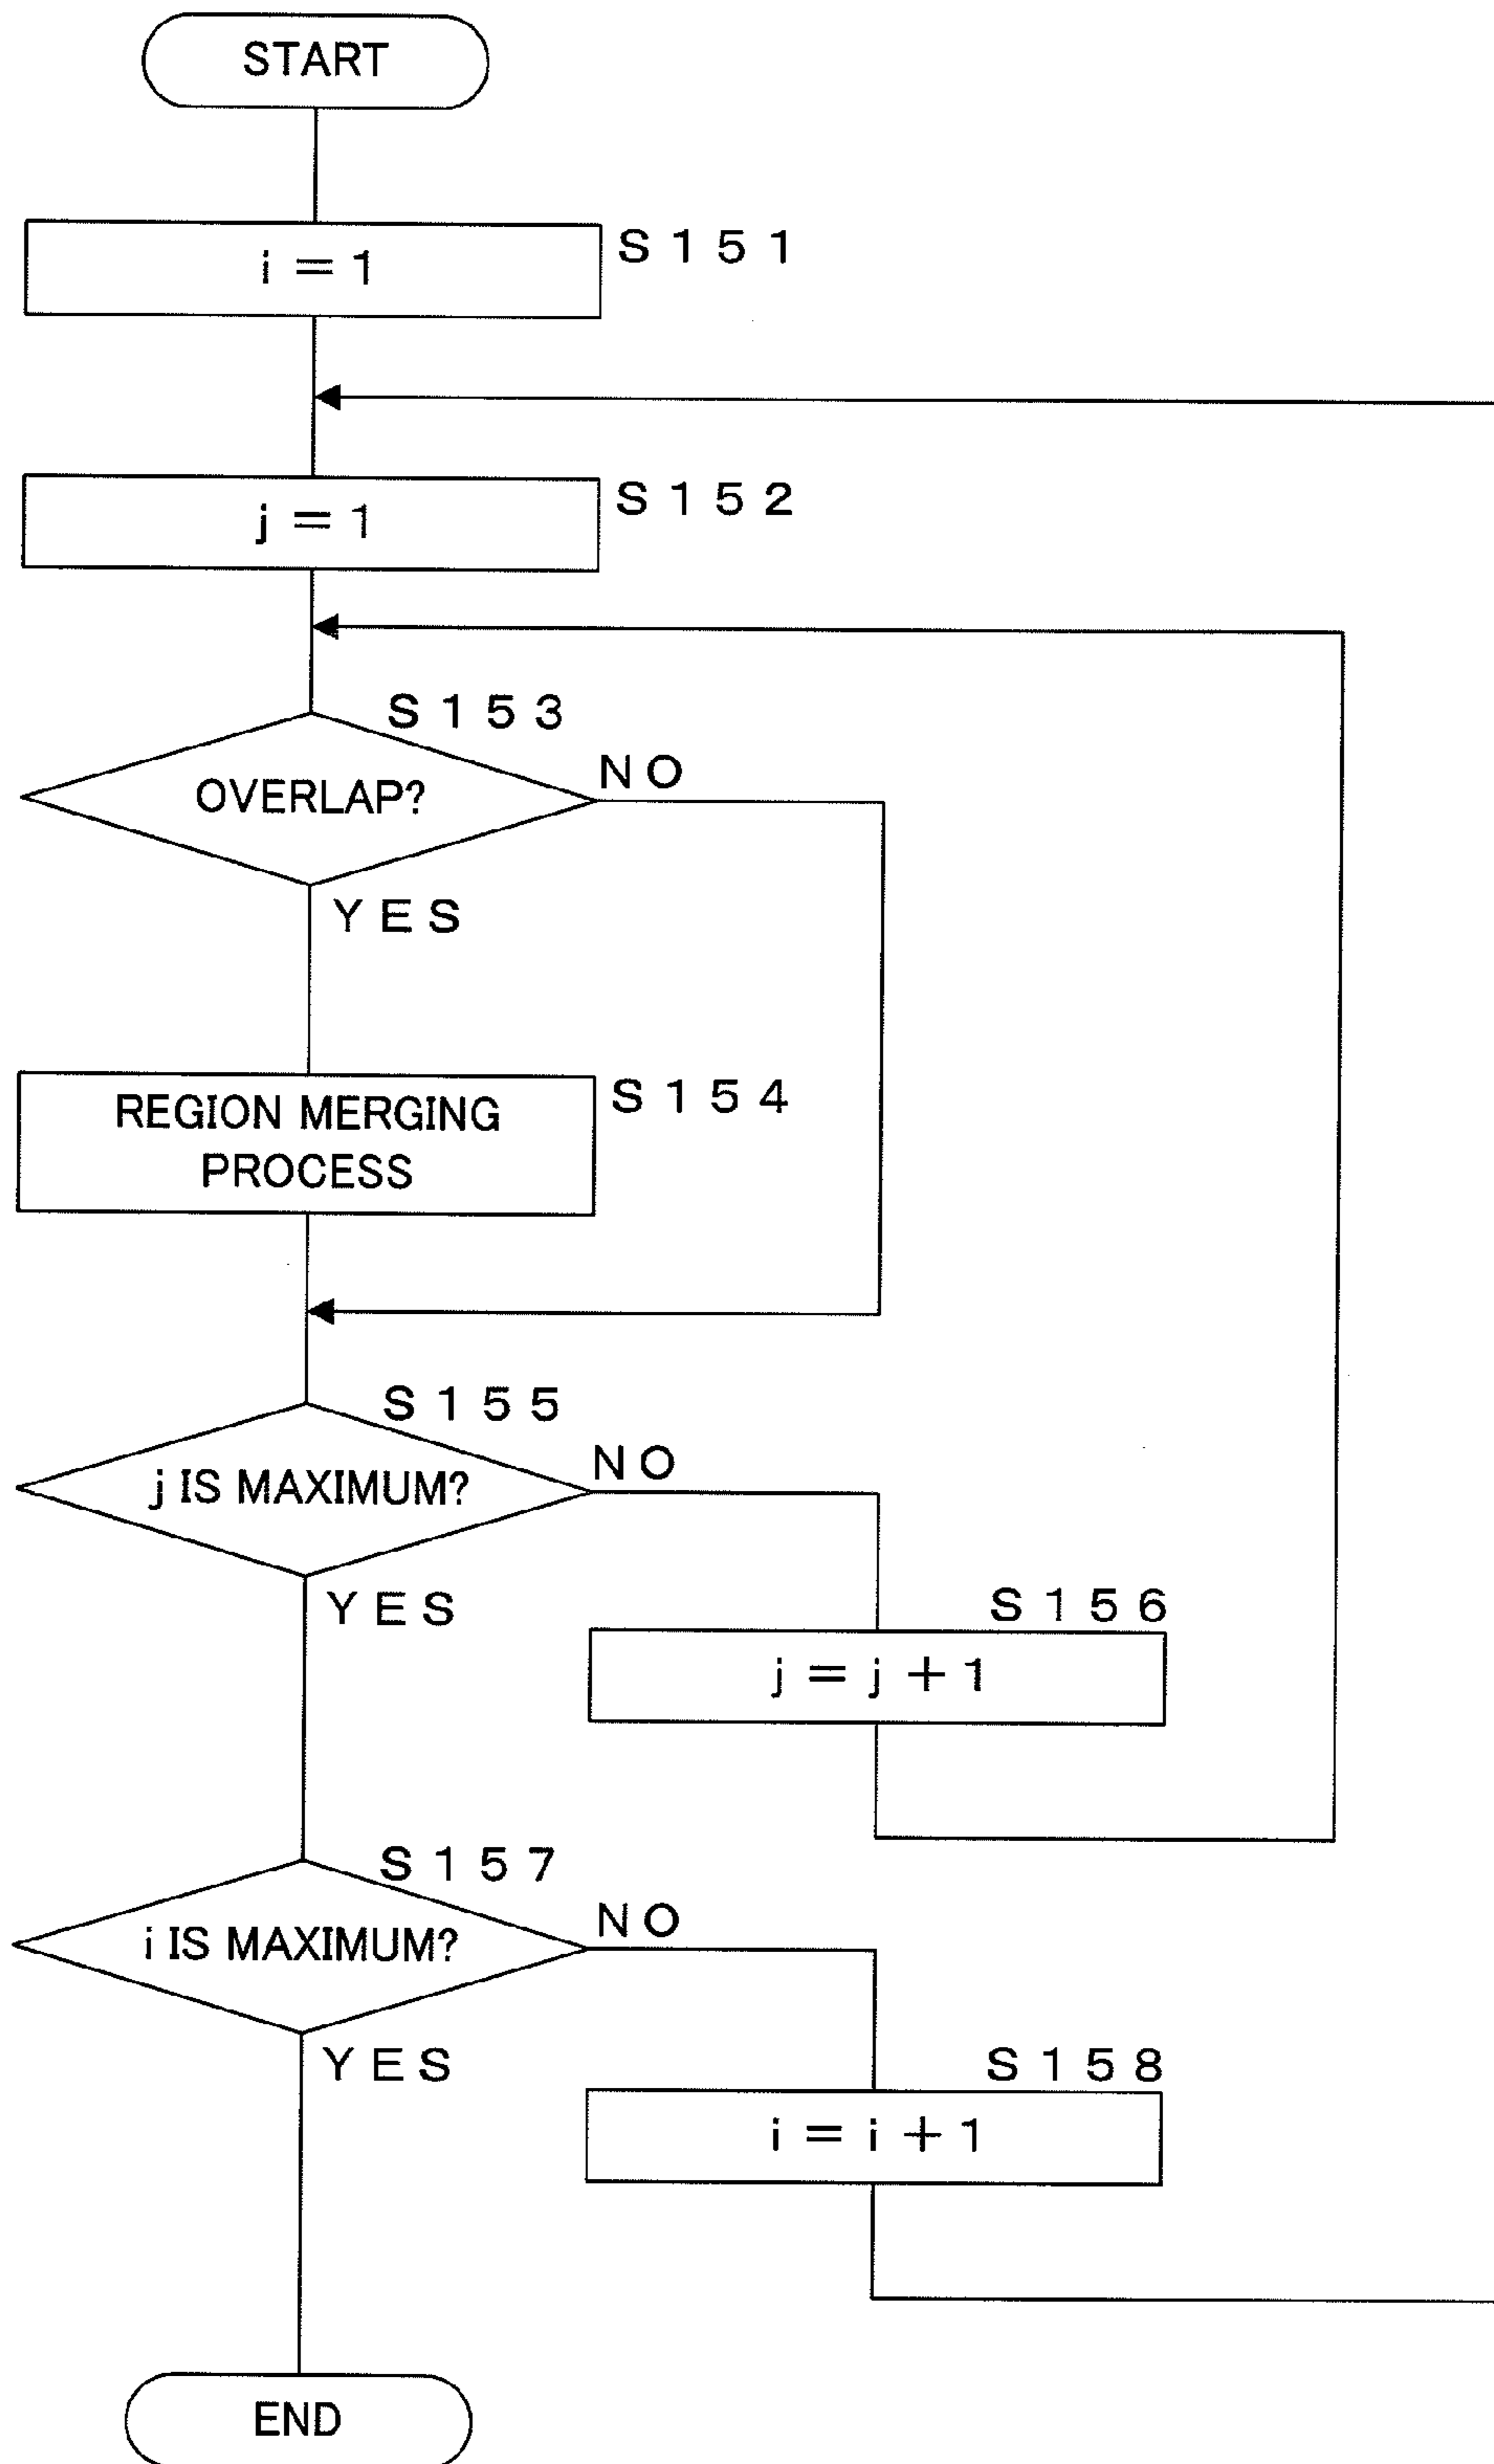 START
i = 1
S151
j = 1
S152
S153
OVERLAP?
NO
YES
REGION MERGING
PROCESS
S154
S155
j IS MAXIMUM?
NO
YES
S156
j = j + 1
S157
i IS MAXIMUM?
NO
YES
S158
i = i + 1
END